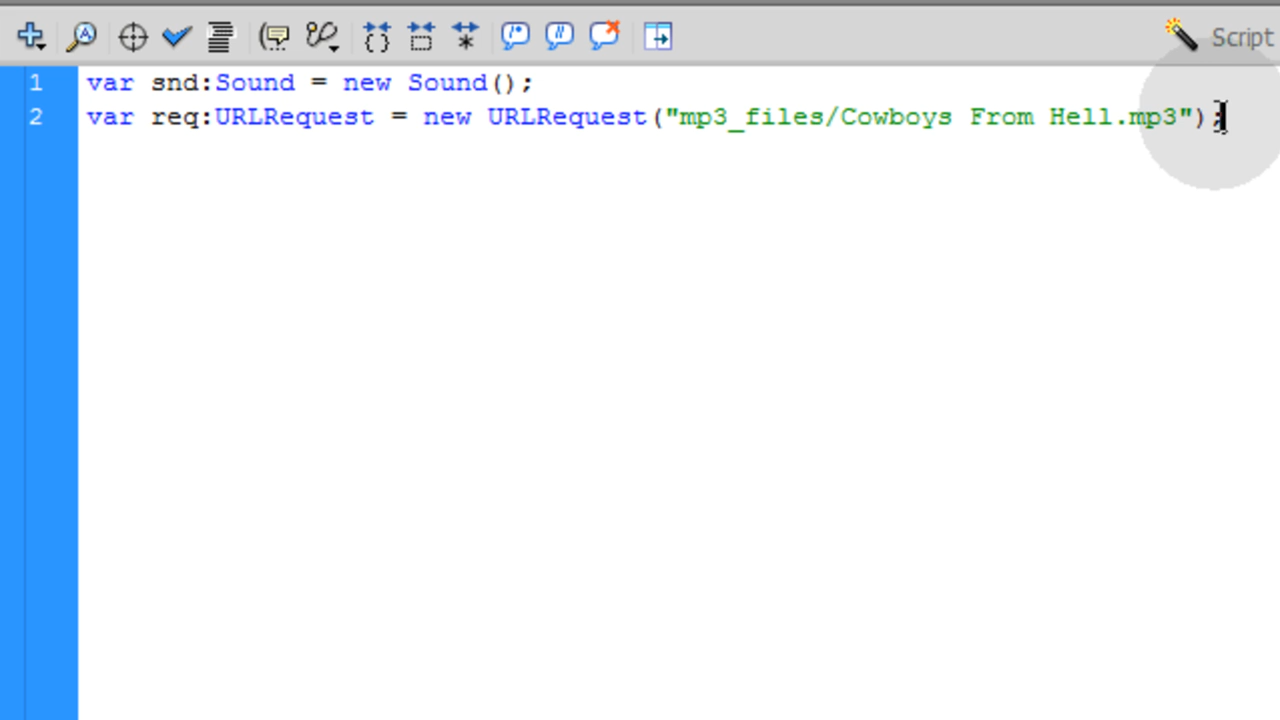 Script
1 var snd:Sound = new Sound();
2 var req:URLRequest = new URLRequest("mp3_files/Cowboys From Hell.mp3");